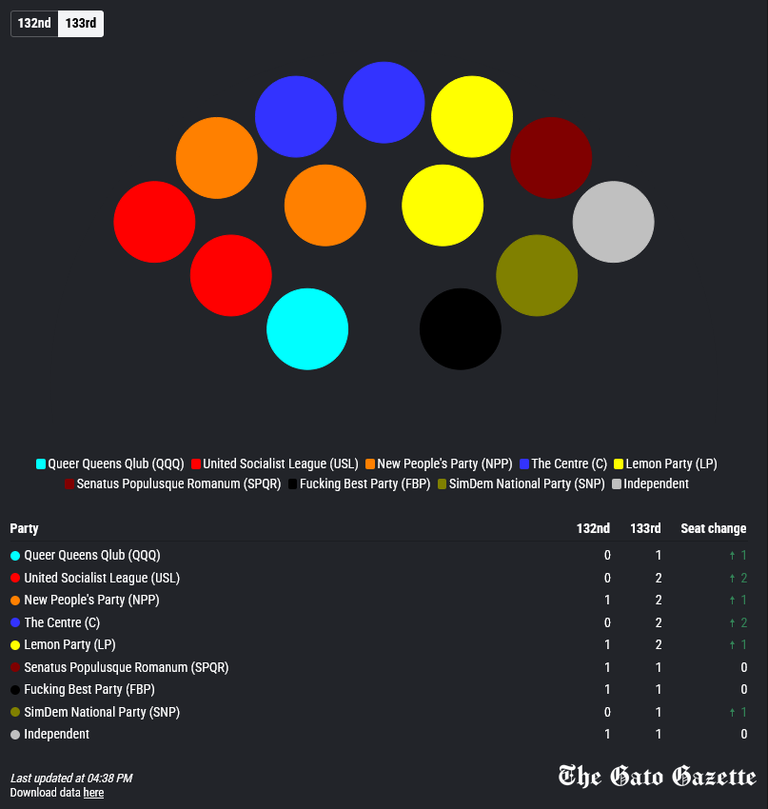 132nd 133rd
Queer Queens Qlub (QQQ) United Socialist League (USL) New People's Party (NPP) The Centre (C) Lemon Party (LP)
Senatus Populusque Romanum (SPQR) Fucking Best Party (FBP) SimDem National Party (SNP) Independent
Party 132nd 133rd Seat change
Queer Queens Qlub (QQQ) 0 1 ↑ 1
United Socialist League (USL) 0 2 ↑ 2
New People's Party (NPP) 1 2 ↑ 1
The Centre (C) 0 2 ↑ 2
Lemon Party (LP) 1 2 ↑ 1
Senatus Populusque Romanum (SPQR) 1 1 0
Fucking Best Party (FBP) 1 1 0
SimDem National Party (SNP) 0 1 ↑ 1
Independent 1 1 0
Last updated at 04:38 PM
Download data here
The Gato Gazette